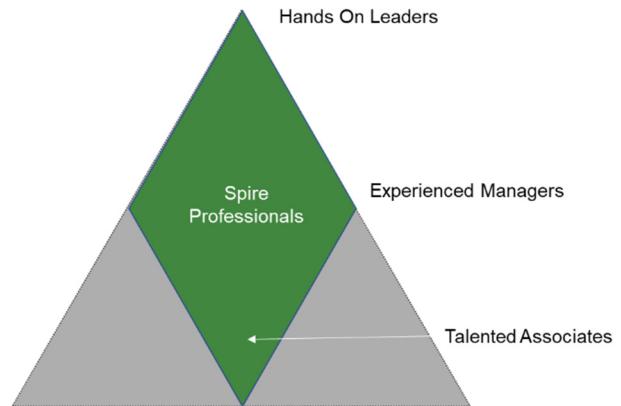 Hands On Leaders
Spire
Professionals
Experienced Managers
Talented Associates